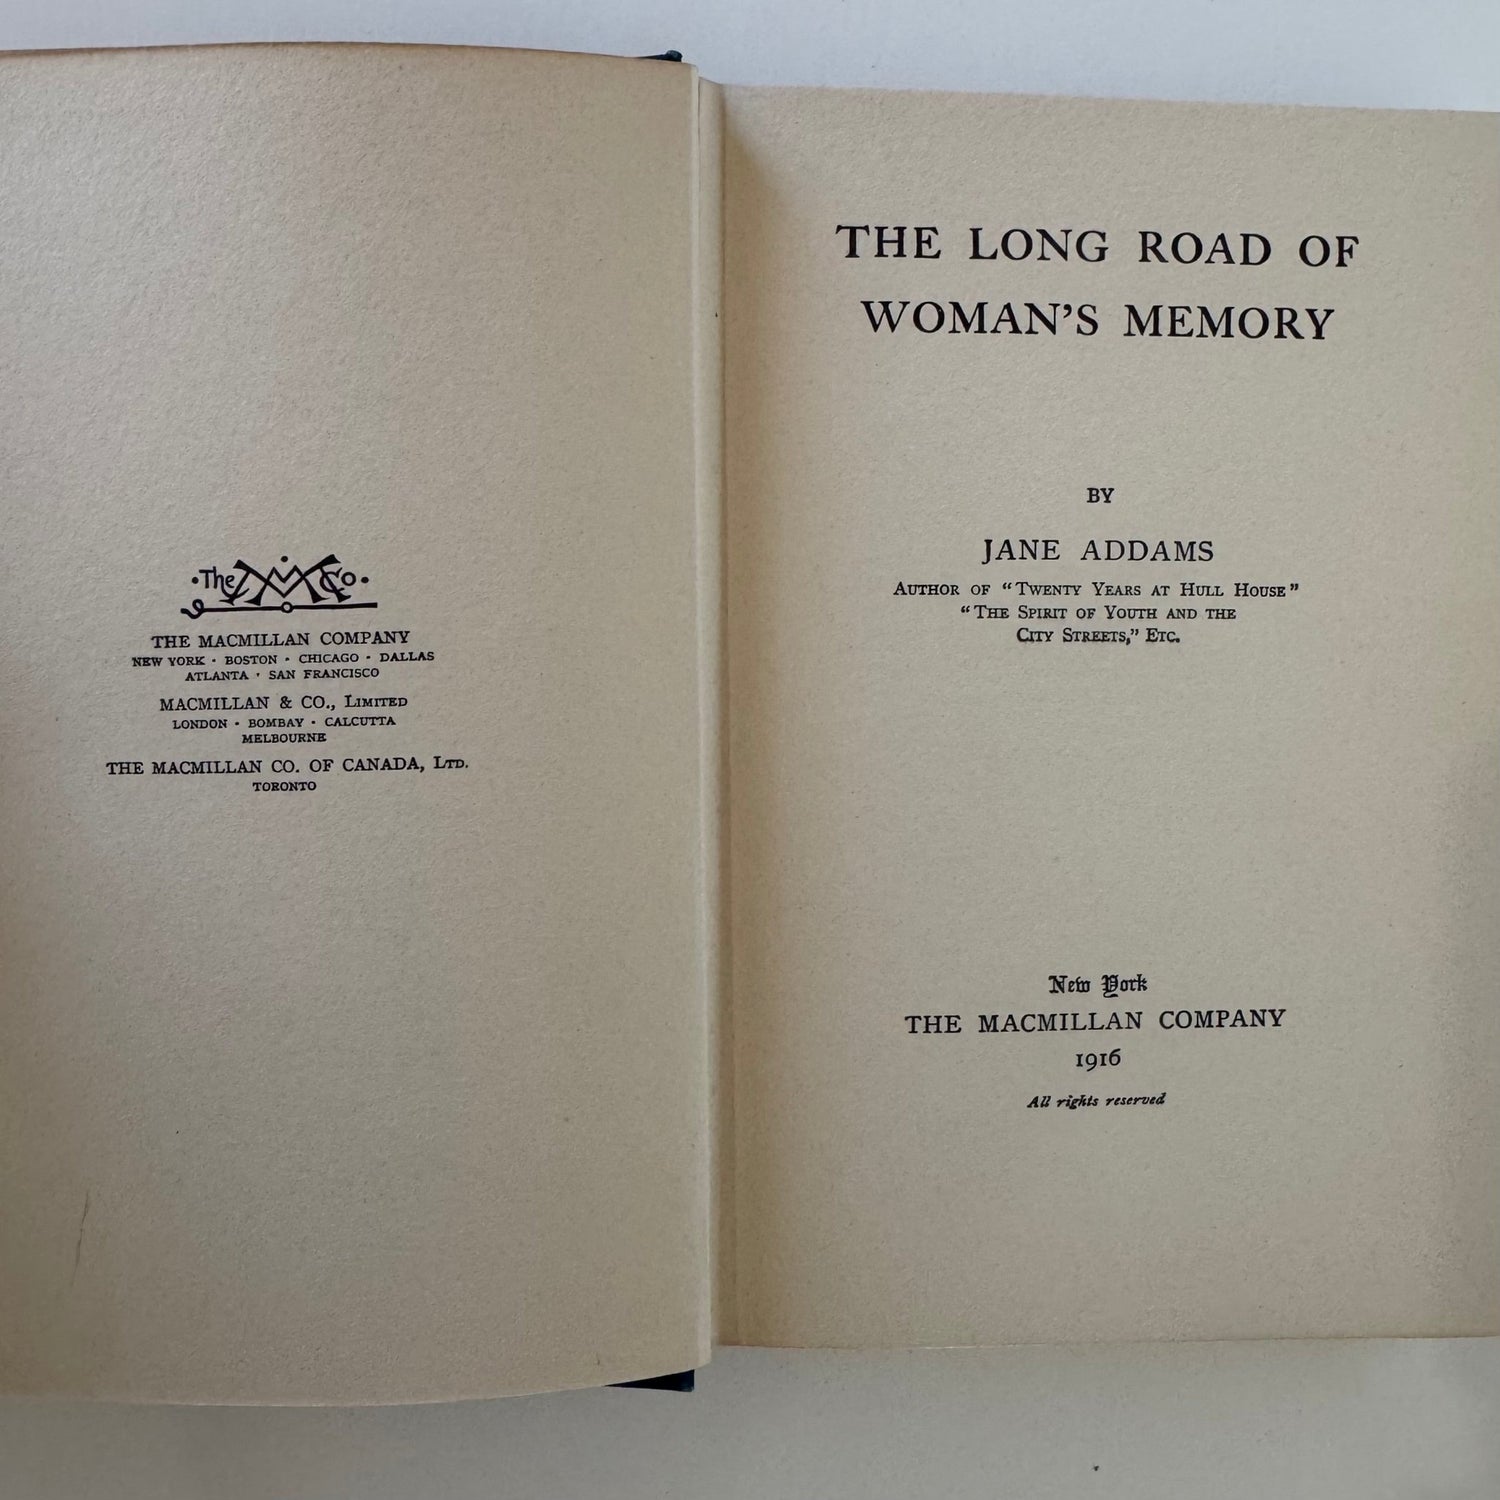 ·The MM Co·
THE MACMILLAN COMPANY
NEW YORK · BOSTON · CHICAGO · DALLAS
ATLANTA · SAN FRANCISCO
MACMILLAN & CO., LIMITED
LONDON · BOMBAY · CALCUTTA
MELBOURNE
THE MACMILLAN CO. OF CANADA, LTD.
TORONTO
THE LONG ROAD OF
WOMAN'S MEMORY
BY
JANE ADDAMS
AUTHOR OF "TWENTY YEARS AT HULL HOUSE"
"THE SPIRIT OF YOUTH AND THE
CITY STREETS," ETC.
New York
THE MACMILLAN COMPANY
1916
All rights reserved